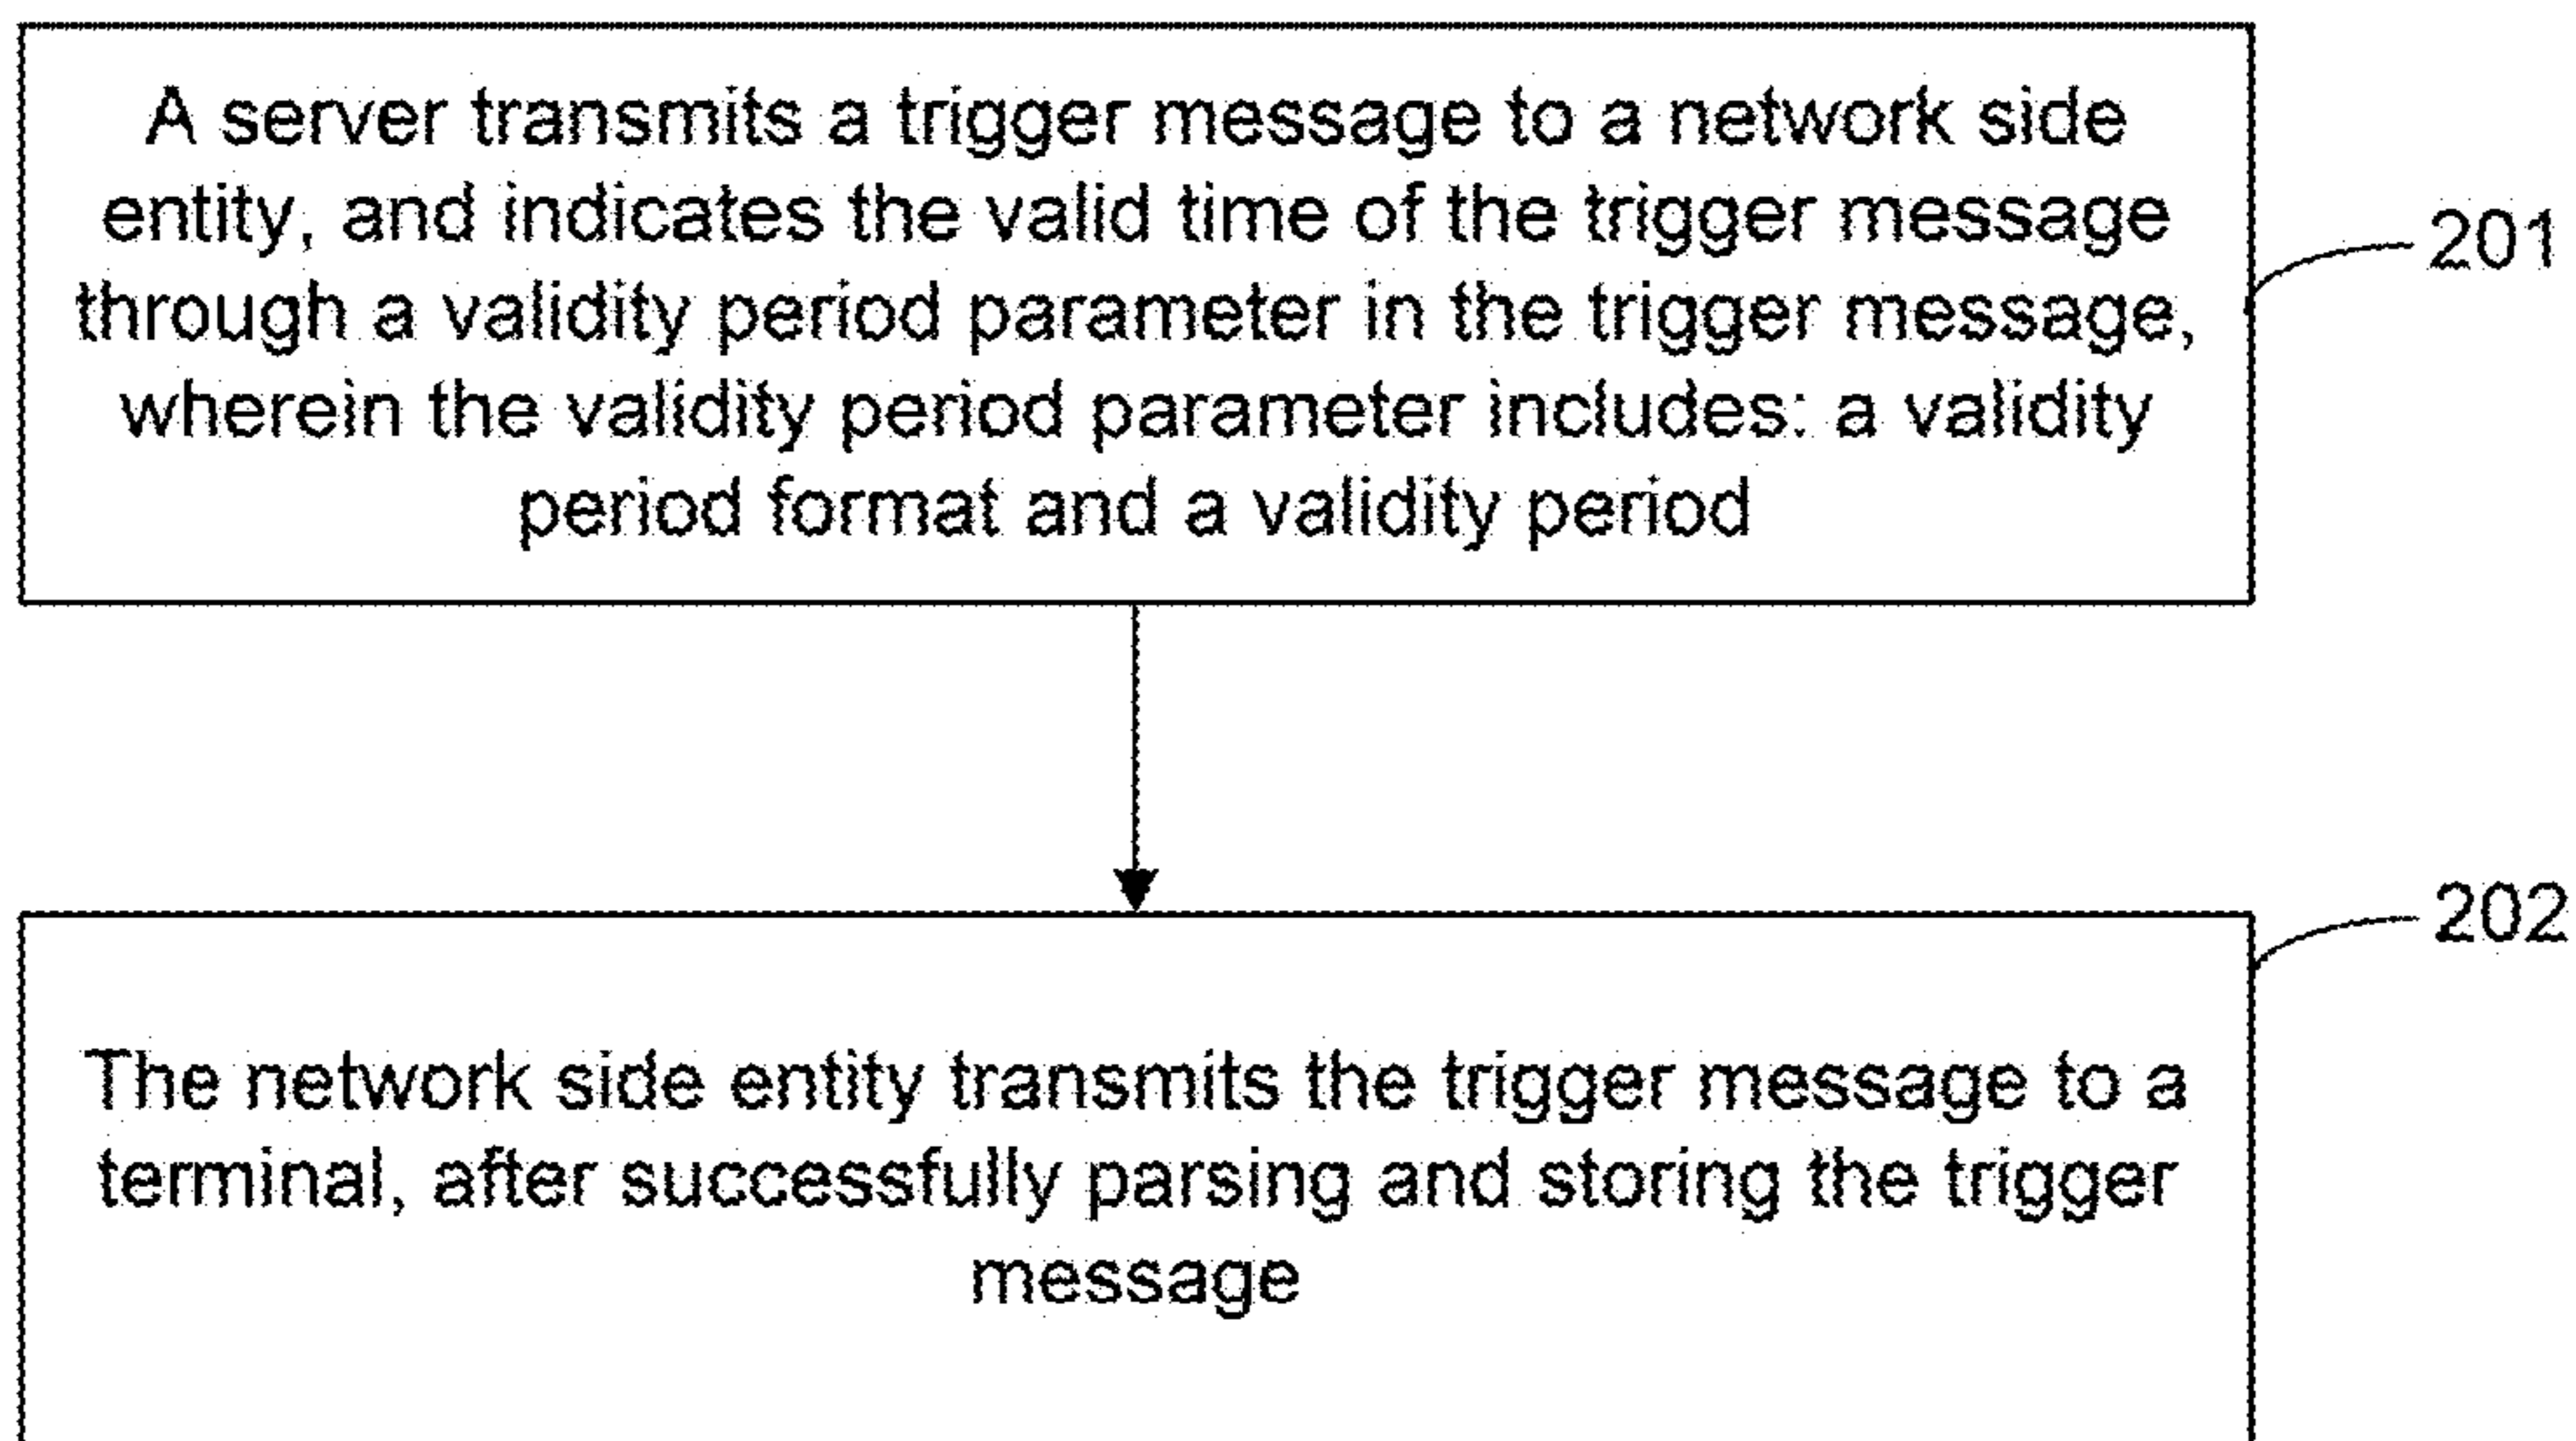 A server transmits a trigger message to a network side
entity, and indicates the valid time of the trigger message
through a validity period parameter in the trigger message,
wherein the validity period parameter includes: a validity
period format and a validity period
201
202
The network side entity transmits the trigger message to a
terminal, after successfully parsing and storing the trigger
message